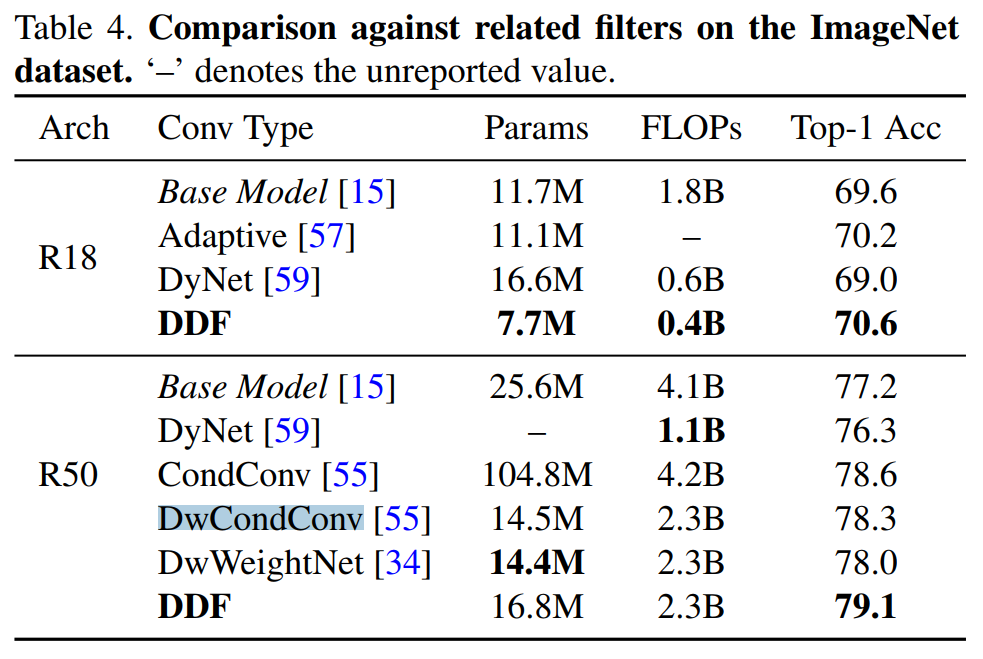 Table 4. Comparison against related filters on the ImageNet
dataset. ‘–’ denotes the unreported value.
Arch Conv Type Params FLOPs Top-1 Acc
R18
Base Model [15] 11.7M 1.8B 69.6
Adaptive [57] 11.1M – 70.2
DyNet [59] 16.6M 0.6B 69.0
DDF 7.7M 0.4B 70.6
R50
Base Model [15] 25.6M 4.1B 77.2
DyNet [59] – 1.1B 76.3
CondConv [55] 104.8M 4.2B 78.6
DwCondConv [55] 14.5M 2.3B 78.3
DwWeightNet [34] 14.4M 2.3B 78.0
DDF 16.8M 2.3B 79.1